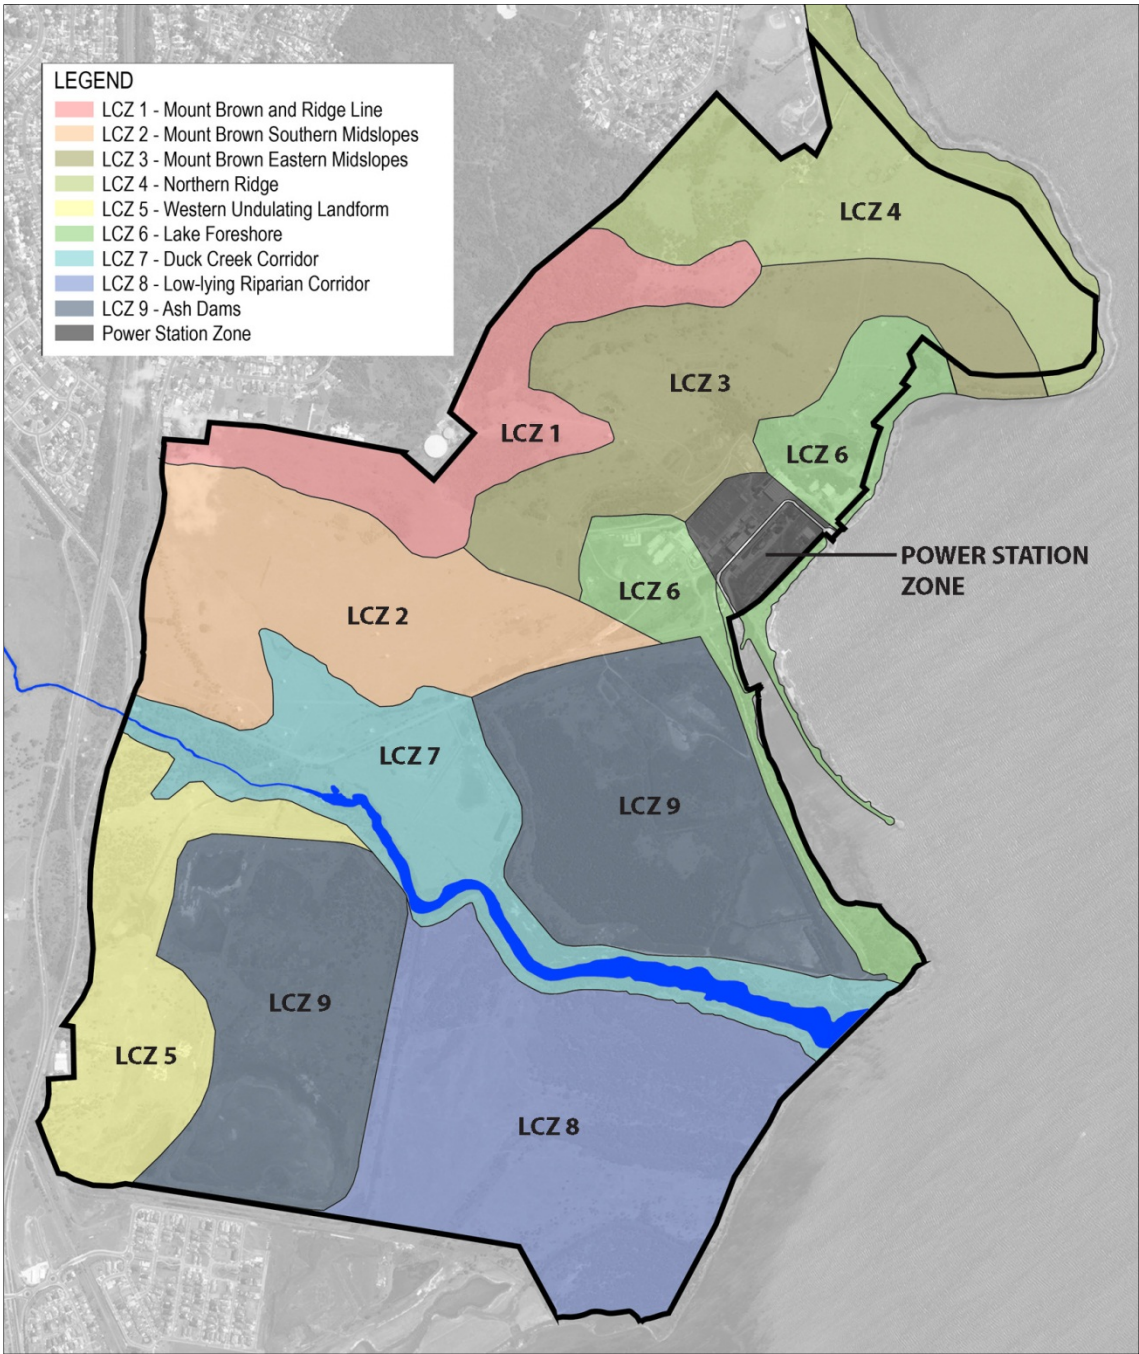 LEGEND
LCZ 1 - Mount Brown and Ridge Line
LCZ 2 - Mount Brown Southern Midslopes
LCZ 3 - Mount Brown Eastern Midslopes
LCZ 4 - Northern Ridge
LCZ 5 - Western Undulating Landform
LCZ 6 - Lake Foreshore
LCZ 7 - Duck Creek Corridor
LCZ 8 - Low-lying Riparian Corridor
LCZ 9 - Ash Dams
Power Station Zone
LCZ 4
LCZ 3
LCZ 1
LCZ 6
POWER STATION
ZONE
LCZ 6
LCZ 2
LCZ 7
LCZ 9
LCZ 9
LCZ 5
LCZ 8